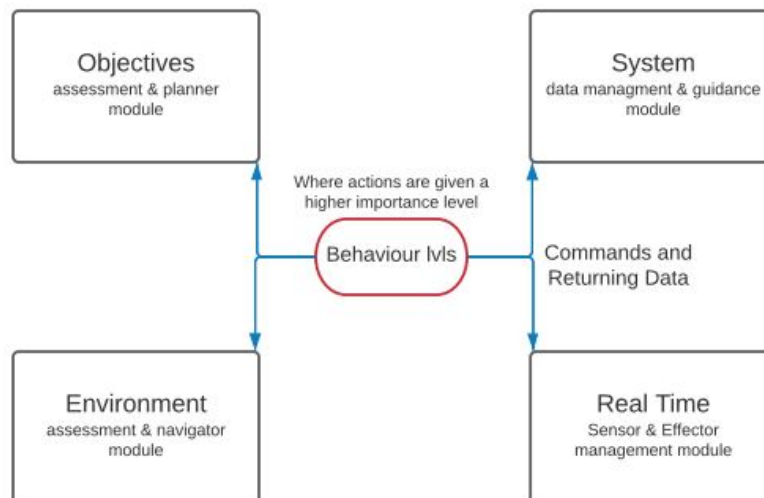 Objectives
assessment & planner
module
System
data managment & guidance
module
Where actions are given a
higher importance level
Behaviour lvls
Commands and
Returning Data
Environment
assessment & navigator
module
Real Time
Sensor & Effector
management module